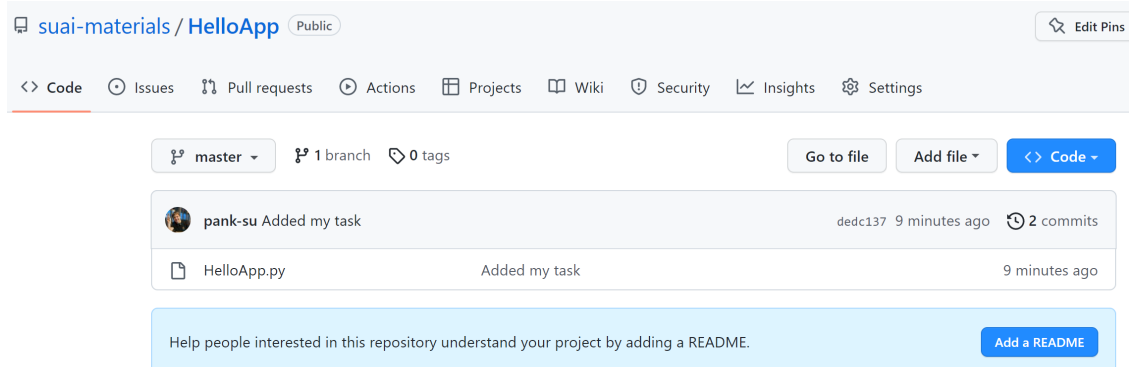 suai-materials / HelloApp Public Edit Pins
<> Code Issues Pull requests Actions Projects Wiki Security Insights Settings
master 1 branch 0 tags Go to file Add file <> Code
pank-su Added my task dedc137 9 minutes ago 2 commits
HelloApp.py Added my task 9 minutes ago
Help people interested in this repository understand your project by adding a README. Add a README